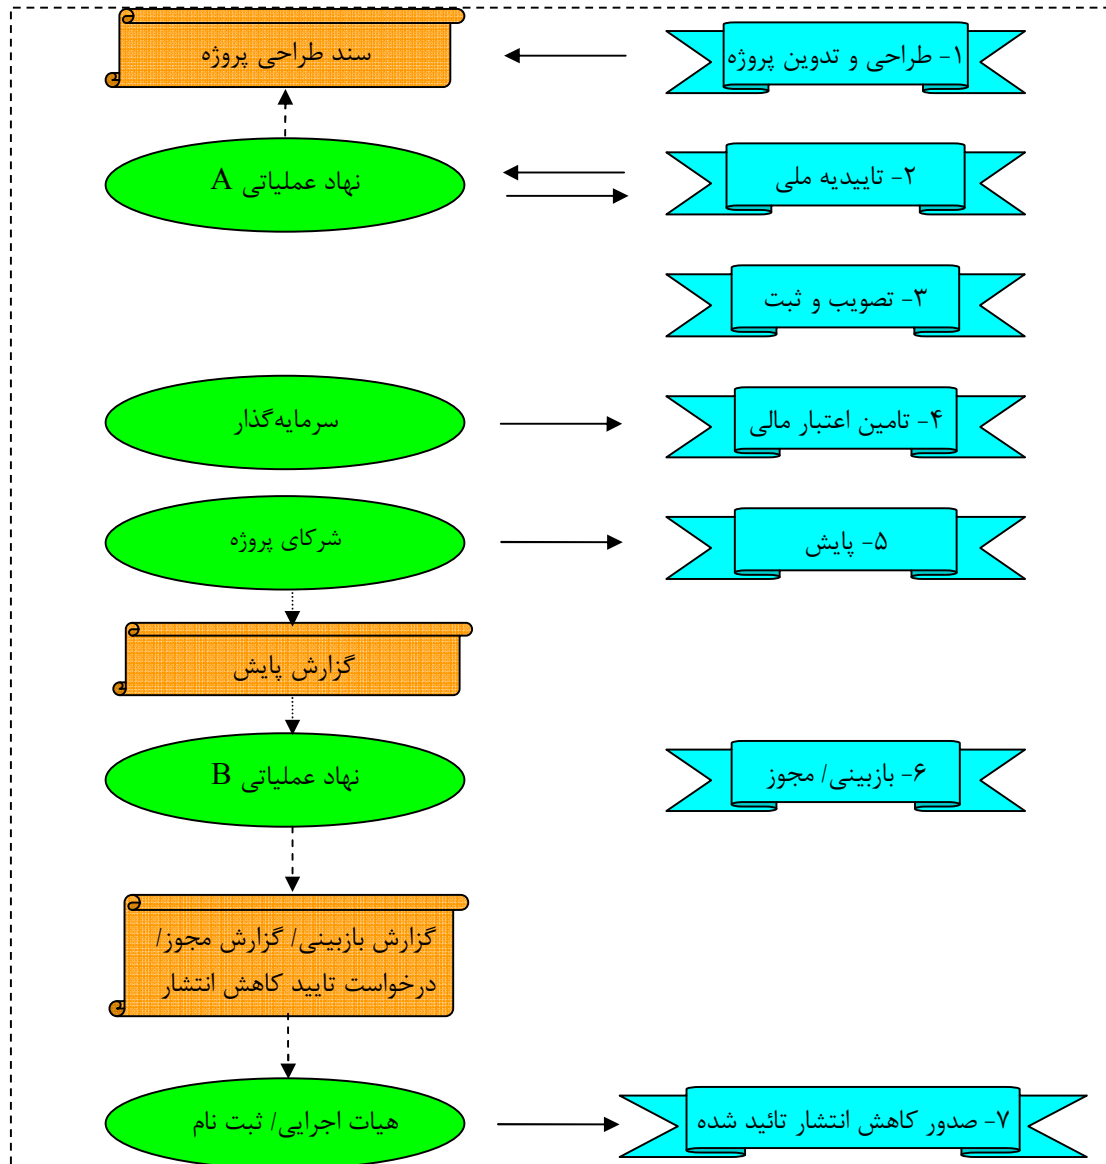 ۱- طراحی و تدوین پروژه
سند طراحی پروژه
۲- تاییدیه ملی
نهاد عملیاتی A
۳- تصویب و ثبت
۴- تامین اعتبار مالی
سرمایه‌گذار
۵- پایش
شرکای پروژه
گزارش پایش
۶- بازبینی/ مجوز
نهاد عملیاتی B
گزارش بازبینی/ گزارش مجوز/
درخواست تایید کاهش انتشار
۷- صدور کاهش انتشار تائید شده
هیات اجرایی/ ثبت نام